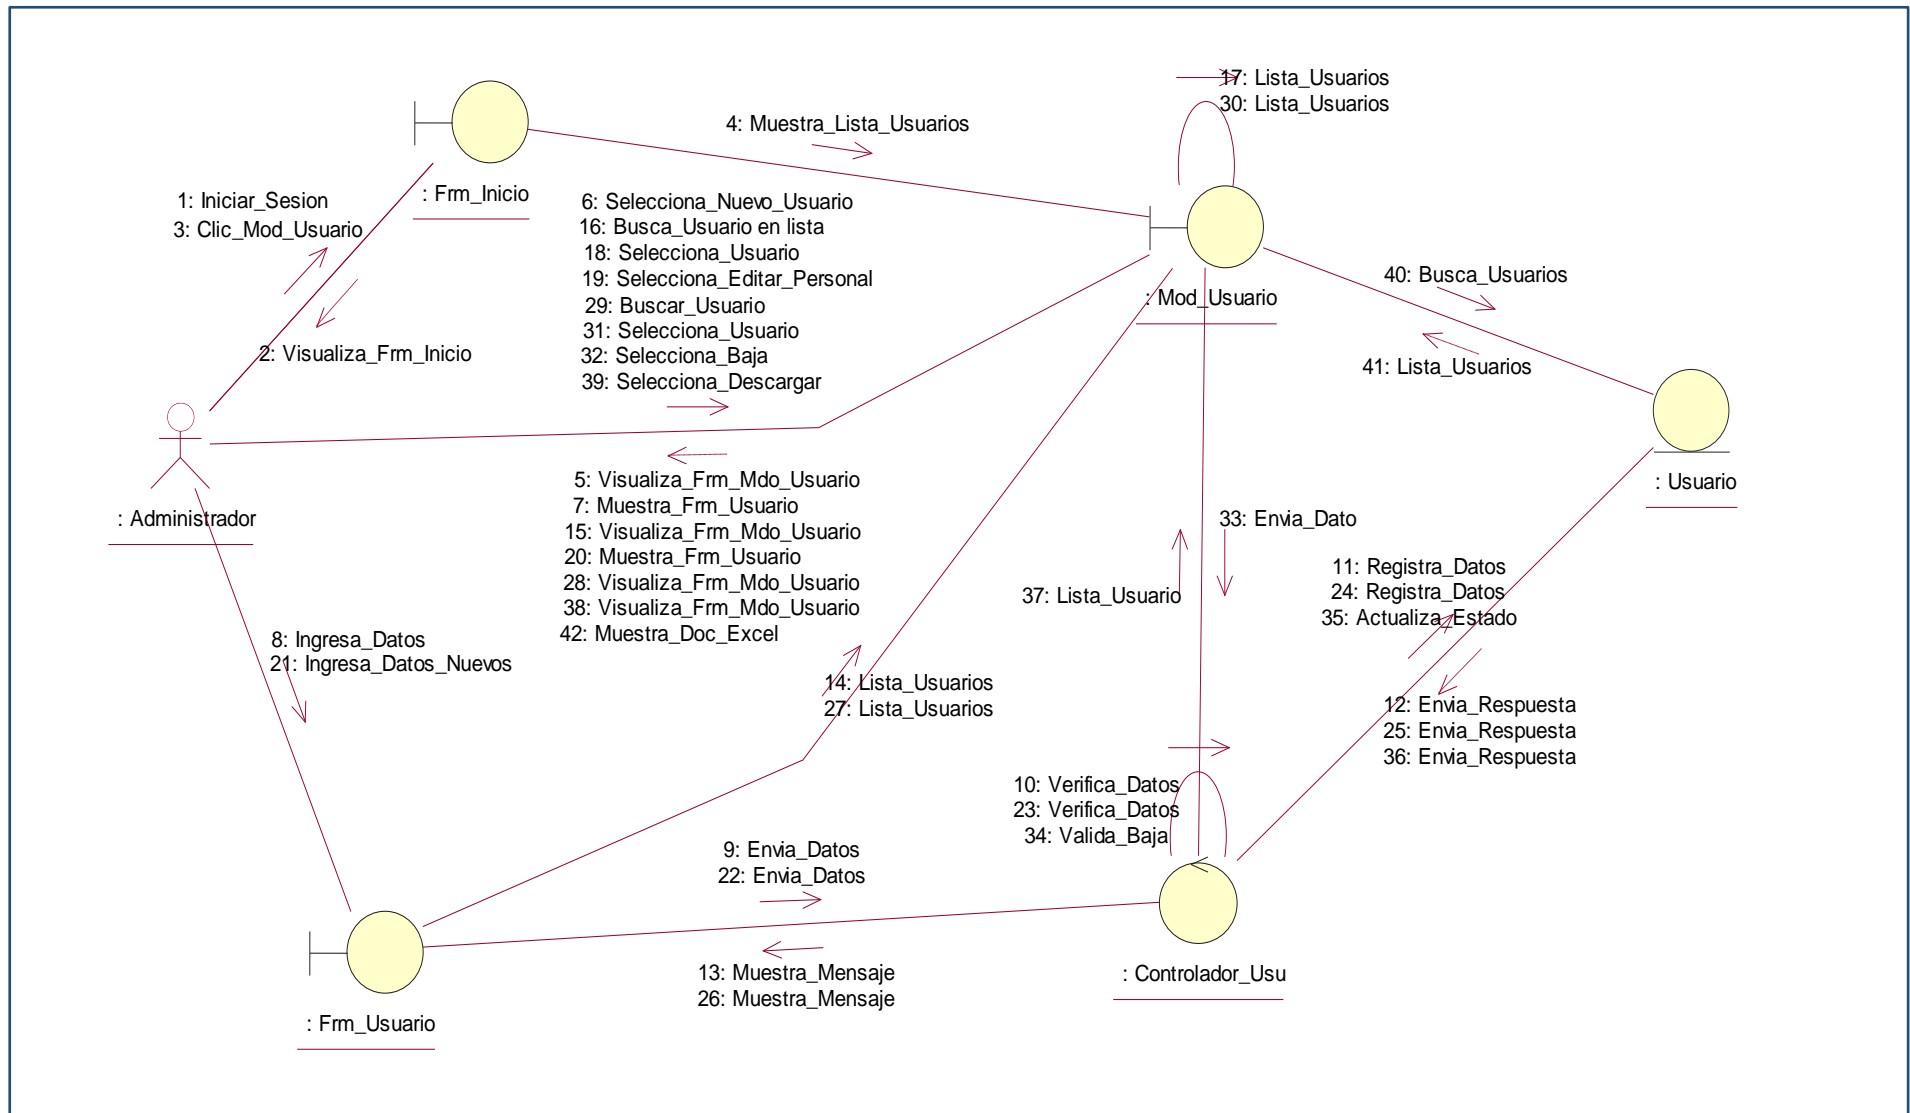 17: Lista_Usuarios
30: Lista_Usuarios
4: Muestra_Lista_Usuarios
1: Iniciar_Sesion
3: Clic_Mod_Usuario
: Frm_Inicio
6: Selecciona_Nuevo_Usuario
16: Busca_Usuario en lista
18: Selecciona_Usuario
19: Selecciona_Editar_Personal
29: Buscar_Usuario
31: Selecciona_Usuario
32: Selecciona_Baja
39: Selecciona_Descargar
: Mod_Usuario
40: Busca_Usuarios
41: Lista_Usuarios
2: Visualiza_Frm_Inicio
: Administrador
: Usuario
5: Visualiza_Frm_Mdo_Usuario
7: Muestra_Frm_Usuario
15: Visualiza_Frm_Mdo_Usuario
20: Muestra_Frm_Usuario
28: Visualiza_Frm_Mdo_Usuario
38: Visualiza_Frm_Mdo_Usuario
42: Muestra_Doc_Excel
33: Envia_Dato
37: Lista_Usuario
11: Registra_Datos
24: Registra_Datos
35: Actualiza_Estado
8: Ingresa_Datos
21: Ingresa_Datos_Nuevos
14: Lista_Usuarios
27: Lista_Usuarios
12: Envia_Respuesta
25: Envia_Respuesta
36: Envia_Respuesta
10: Verifica_Datos
23: Verifica_Datos
34: Valida_Baja
9: Envia_Datos
22: Envia_Datos
13: Muestra_Mensaje
26: Muestra_Mensaje
: Controlador_Usu
: Frm_Usuario